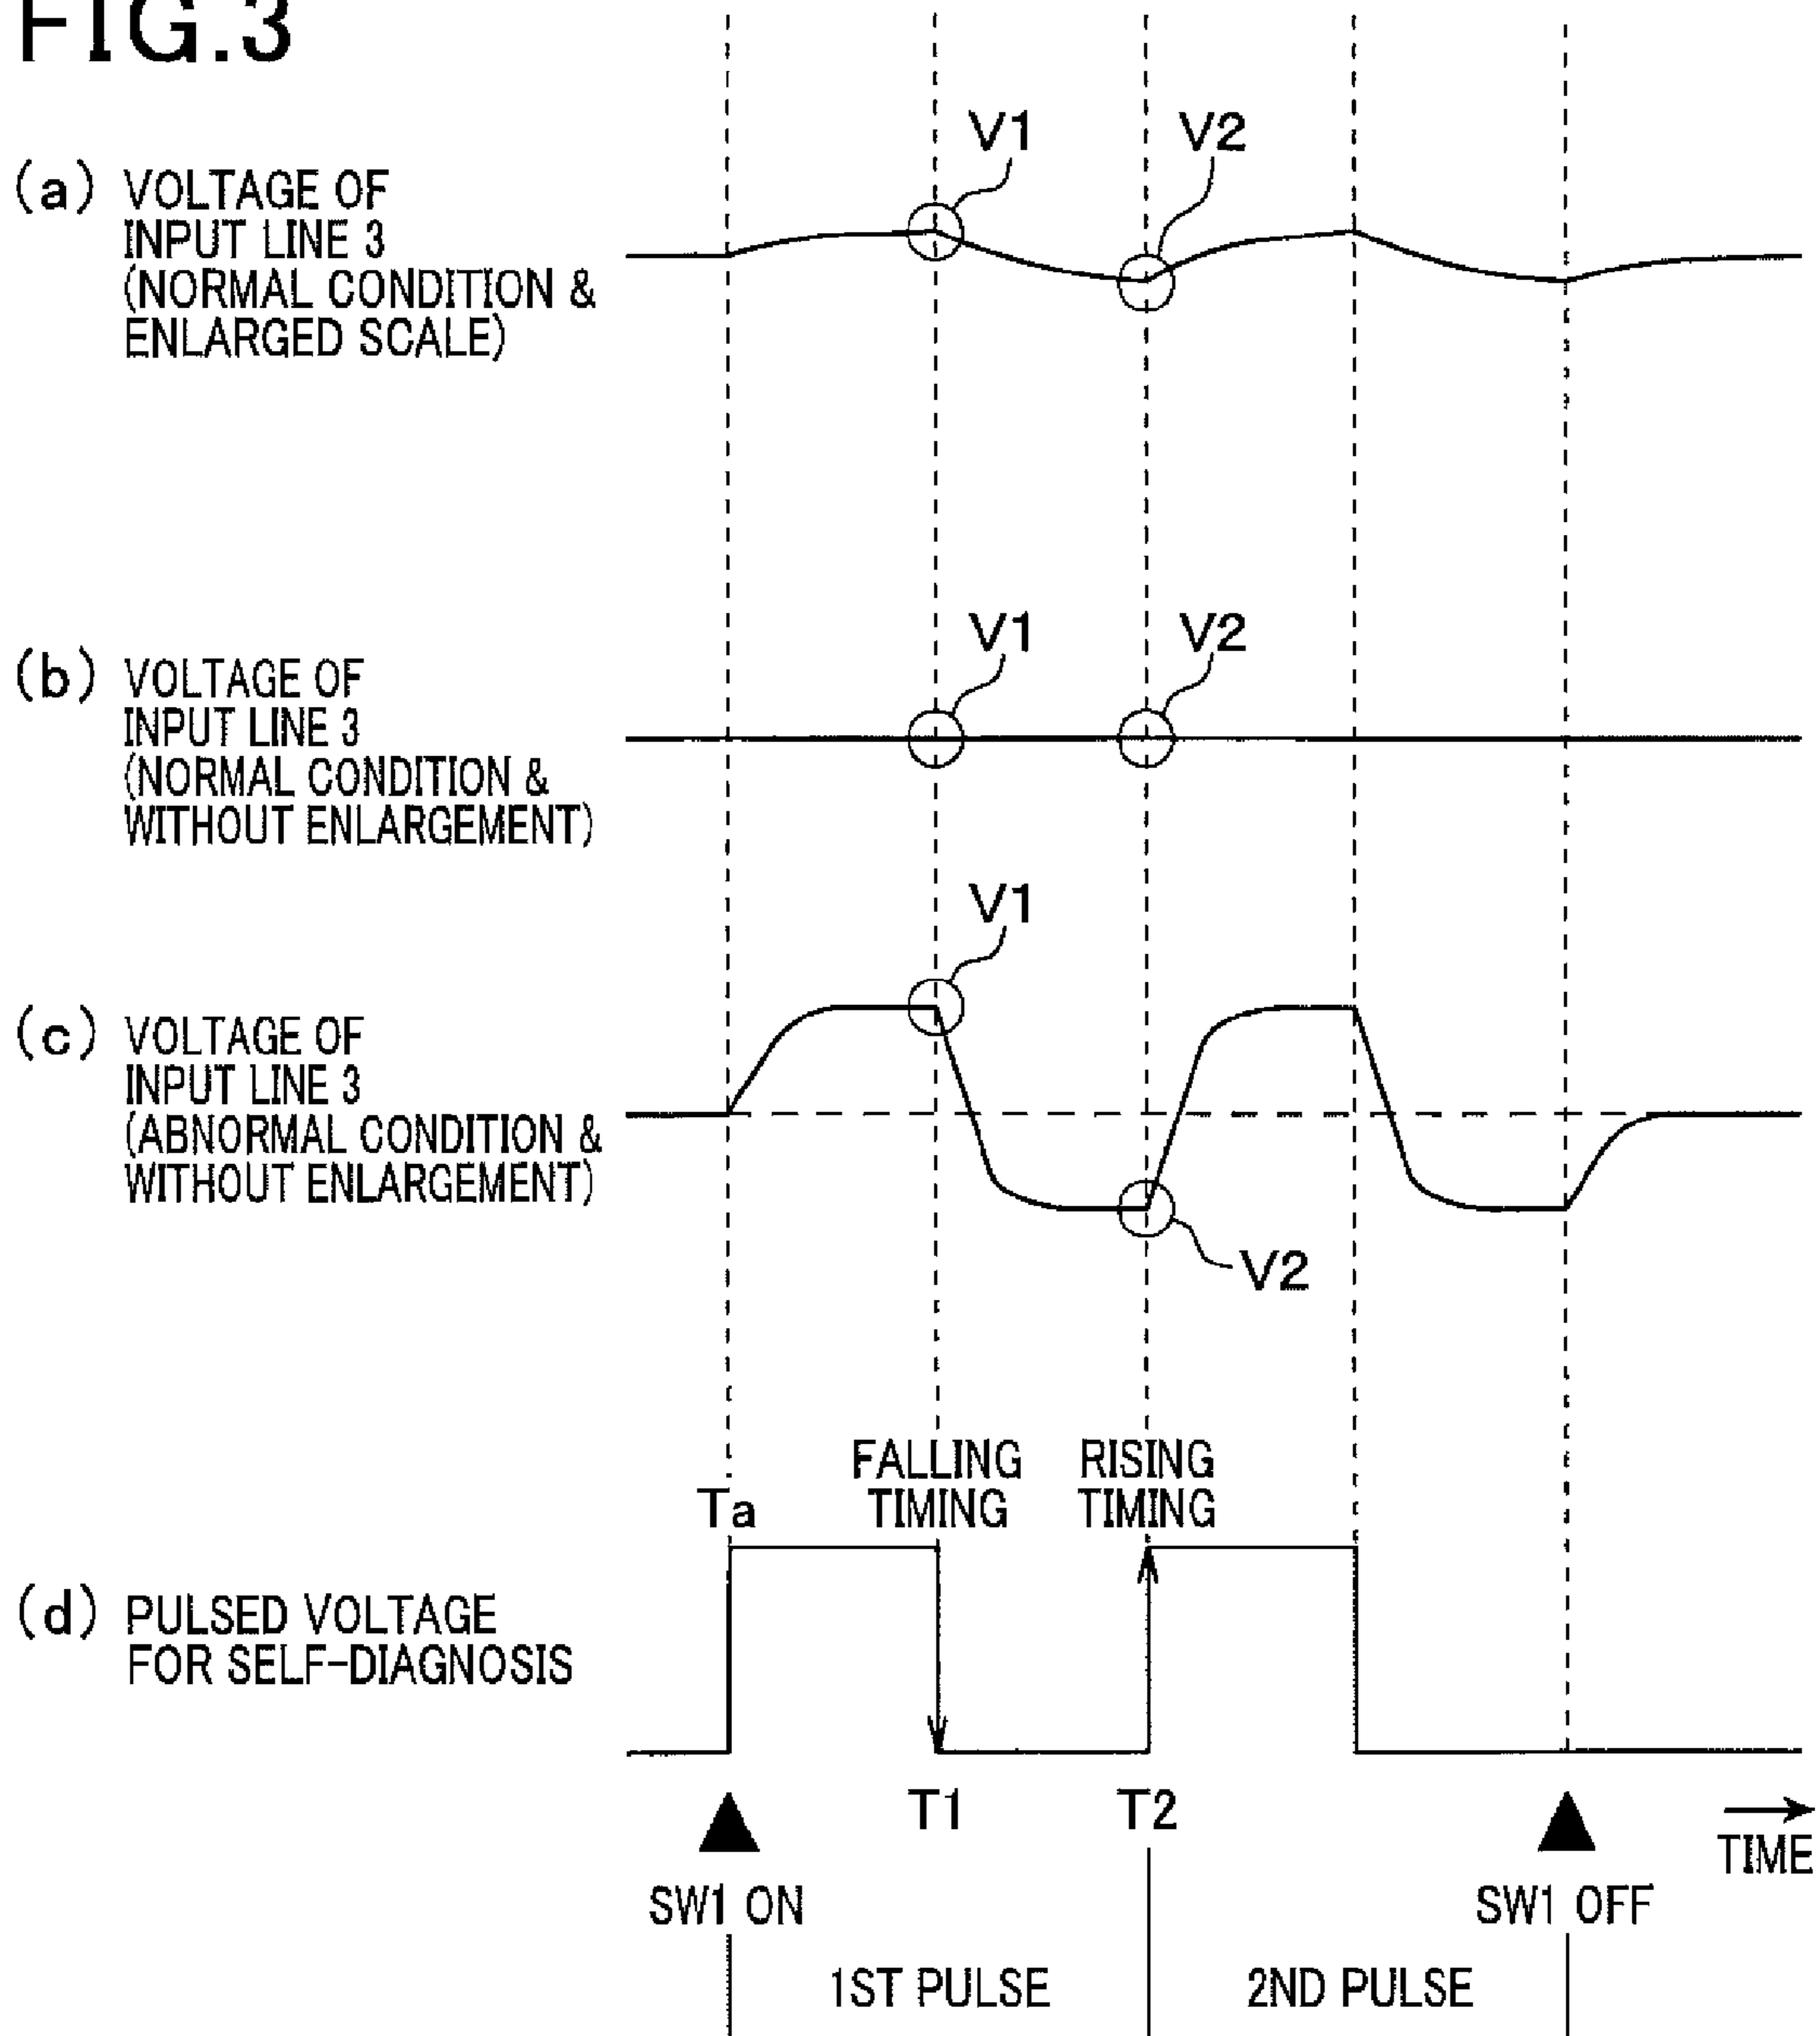 FIG.3
V1
V2
(a) VOLTAGE OF
INPUT LINE 3
(NORMAL CONDITION &
ENLARGED SCALE)
V1
V2
(b) VOLTAGE OF
INPUT LINE 3
(NORMAL CONDITION &
WITHOUT ENLARGEMENT)
V1
(c) VOLTAGE OF
INPUT LINE 3
(ABNORMAL CONDITION &
WITHOUT ENLARGEMENT)
V2
Ta
FALLING
TIMING
RISING
TIMING
(d) PULSED VOLTAGE
FOR SELF-DIAGNOSIS
T1
T2
TIME
SW1 ON
SW1 OFF
1ST PULSE
2ND PULSE